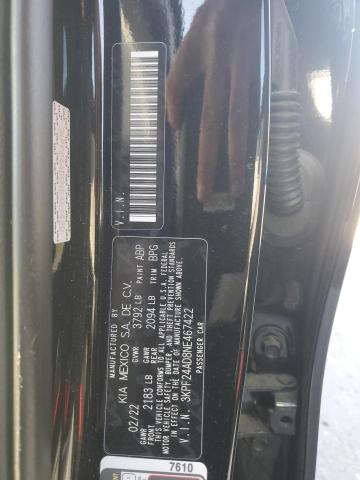 MANUFACTURED BY
KIA MEXICO S.A. DE C.V.
02/22 GVWR 3792 LB PAINT ABP
GAWR FRONT 2183 LB GAWR REAR 2094 LB TRIM BPG
THIS VEHICLE CONFORMS TO ALL APPLICABLE U.S.A. FEDERAL
MOTOR VEHICLE SAFETY AND THEFT PREVENTION STANDARDS
IN EFFECT ON THE DATE OF MANUFACTURE SHOWN ABOVE.
V.I.N. 3KPF24AD8NE467422
PASSENGER CAR
V.I.N.
7610